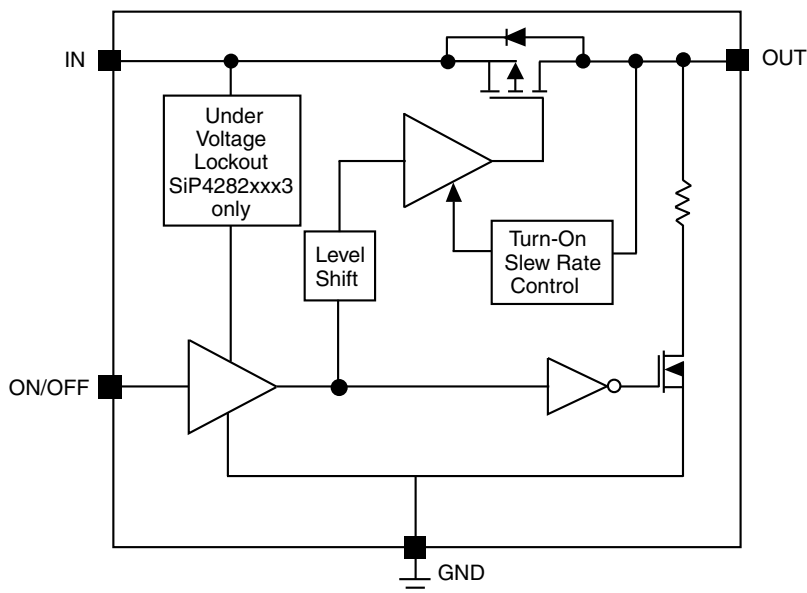 IN
OUT
Under
Voltage
Lockout
SiP4282xxx3
only
Level
Shift
Turn-On
Slew Rate
Control
ON/OFF
GND